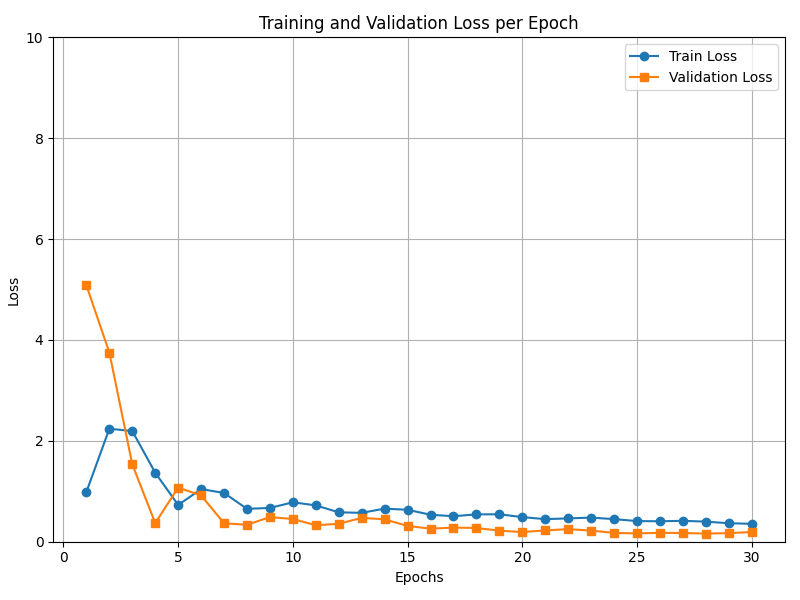 Training and Validation Loss per Epoch
10
8
6
4
2
0
Loss
Train Loss
Validation Loss
0 5 10 15 20 25 30
Epochs